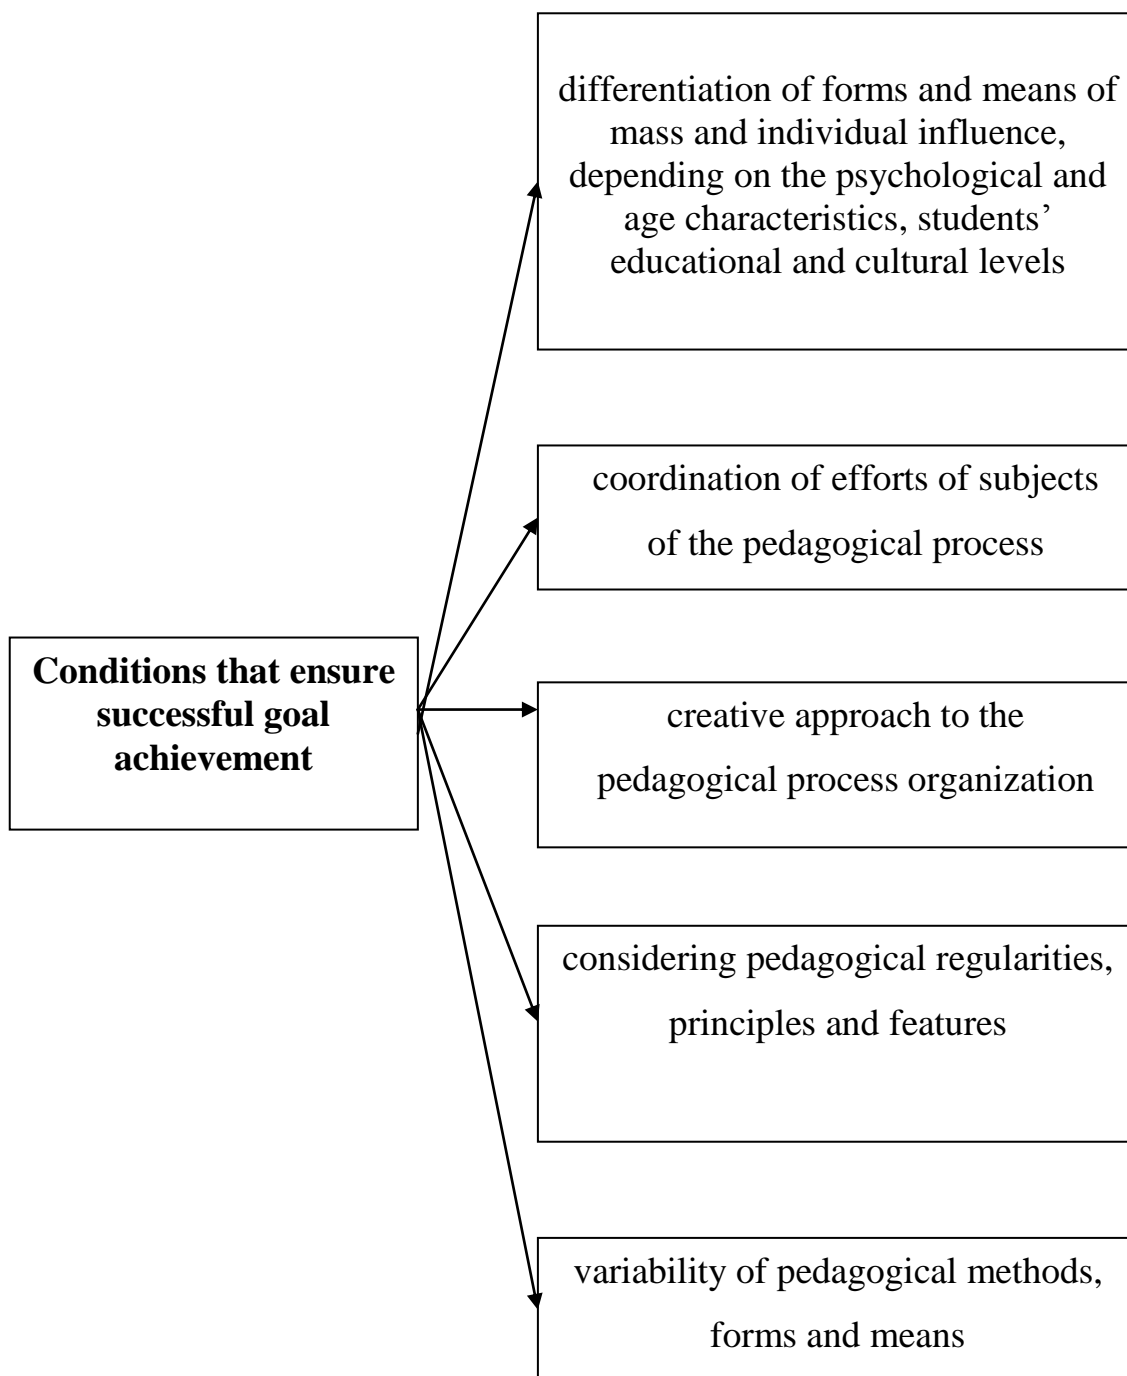 differentiation of forms and means of
mass and individual influence,
depending on the psychological and
age characteristics, students’
educational and cultural levels
coordination of efforts of subjects
of the pedagogical process
Conditions that ensure
successful goal
achievement
creative approach to the
pedagogical process organization
considering pedagogical regularities,
principles and features
variability of pedagogical methods,
forms and means